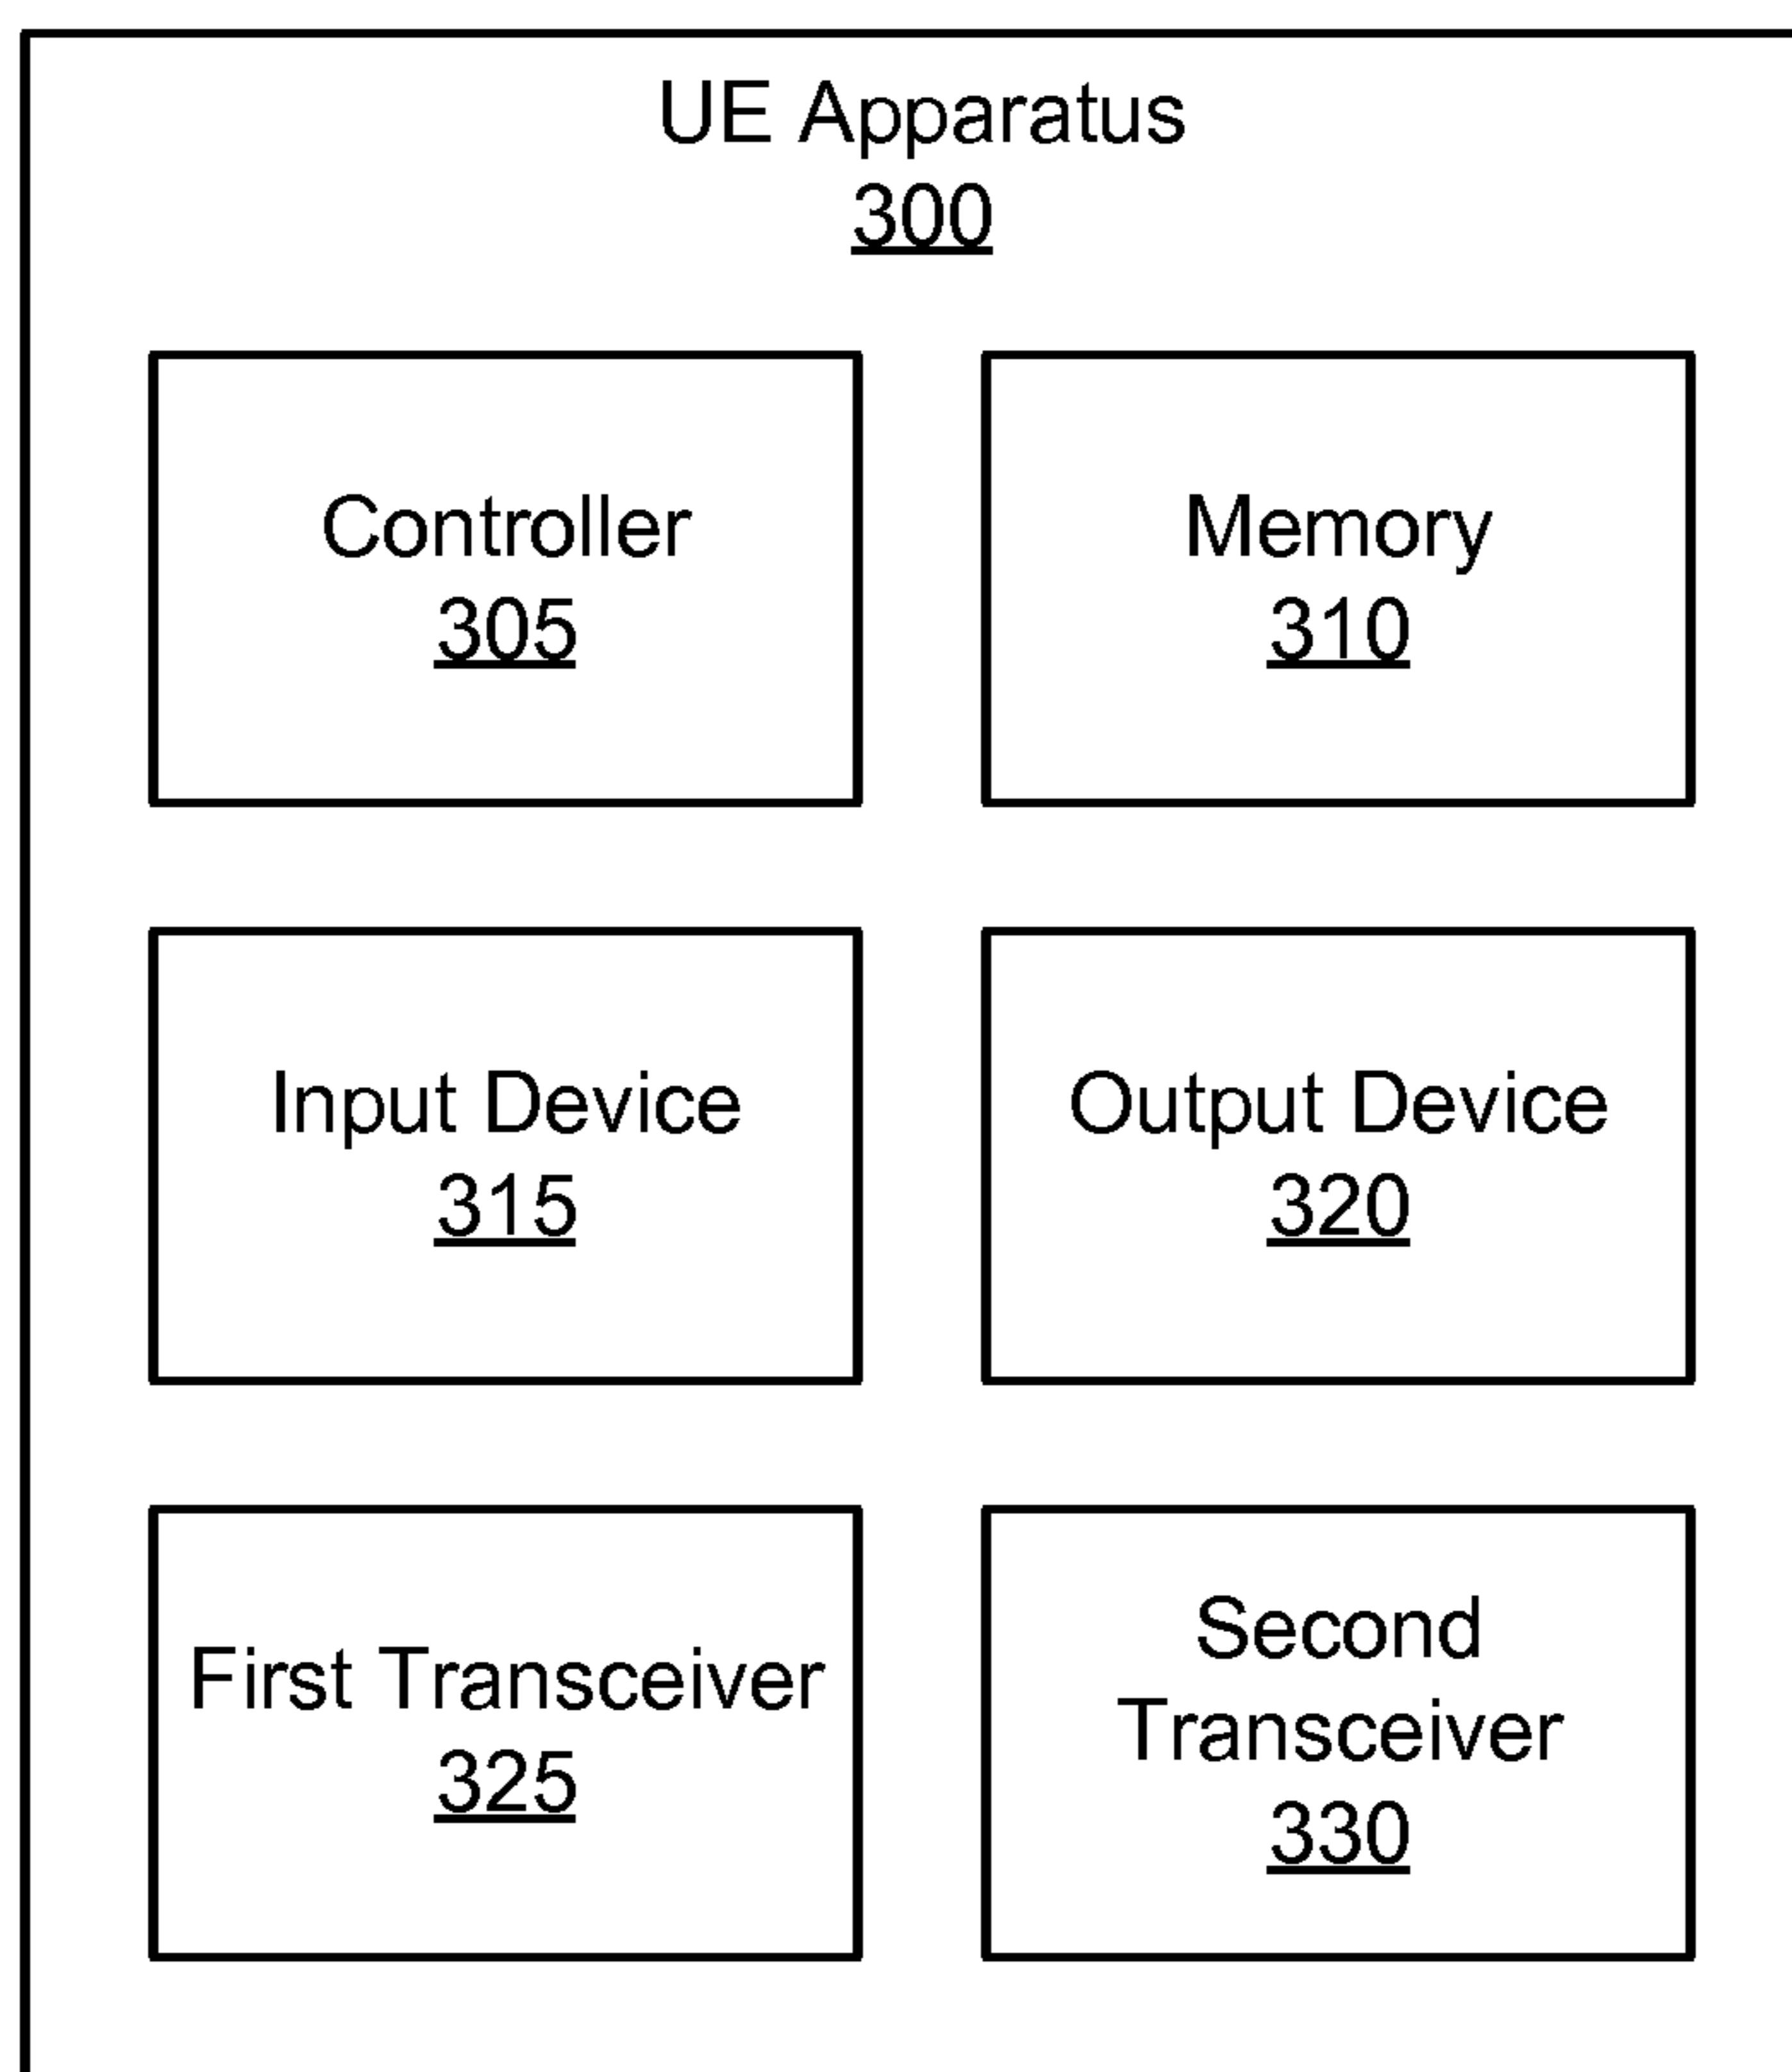 UE Apparatus
300
Controller
305
Memory
310
Input Device
315
Output Device
320
First Transceiver
325
Second
Transceiver
330